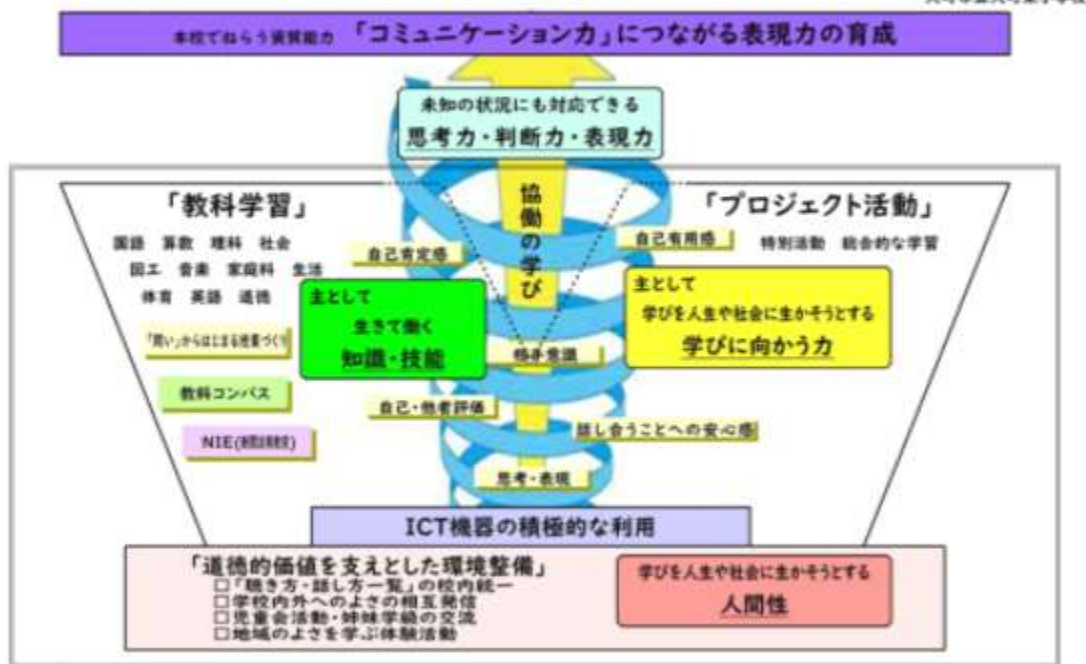 本校でねらう資質能力 「コミュニケーション力」につながる表現力の育成
未知の状況にも対応できる
思考力・判断力・表現力
協働の学び
「教科学習」
国語 算数 理科 社会
図工 音楽 家庭科 生活
体育 英語 道徳
「問い」からはじまる授業づくり
教科コンパス
NIE
自己肯定感
主として
生きて働く
知識・技能
「プロジェクト活動」
特別活動 総合的な学習
自己有用感
主として
学びを人生や社会に生かそうとする
学びに向かう力
相手意識
自己・他者評価
話し合うことへの安心感
思考・表現
ICT機器の積極的な利用
「道徳的価値を支えとした環境整備」
□「聴き方・話し方一覧」の校内統一
□学校内外へのよさの相互発信
□児童会活動・姉妹学級の交流
□地域のよさを学ぶ体験活動
学びを人生や社会に生かそうとする
人間性